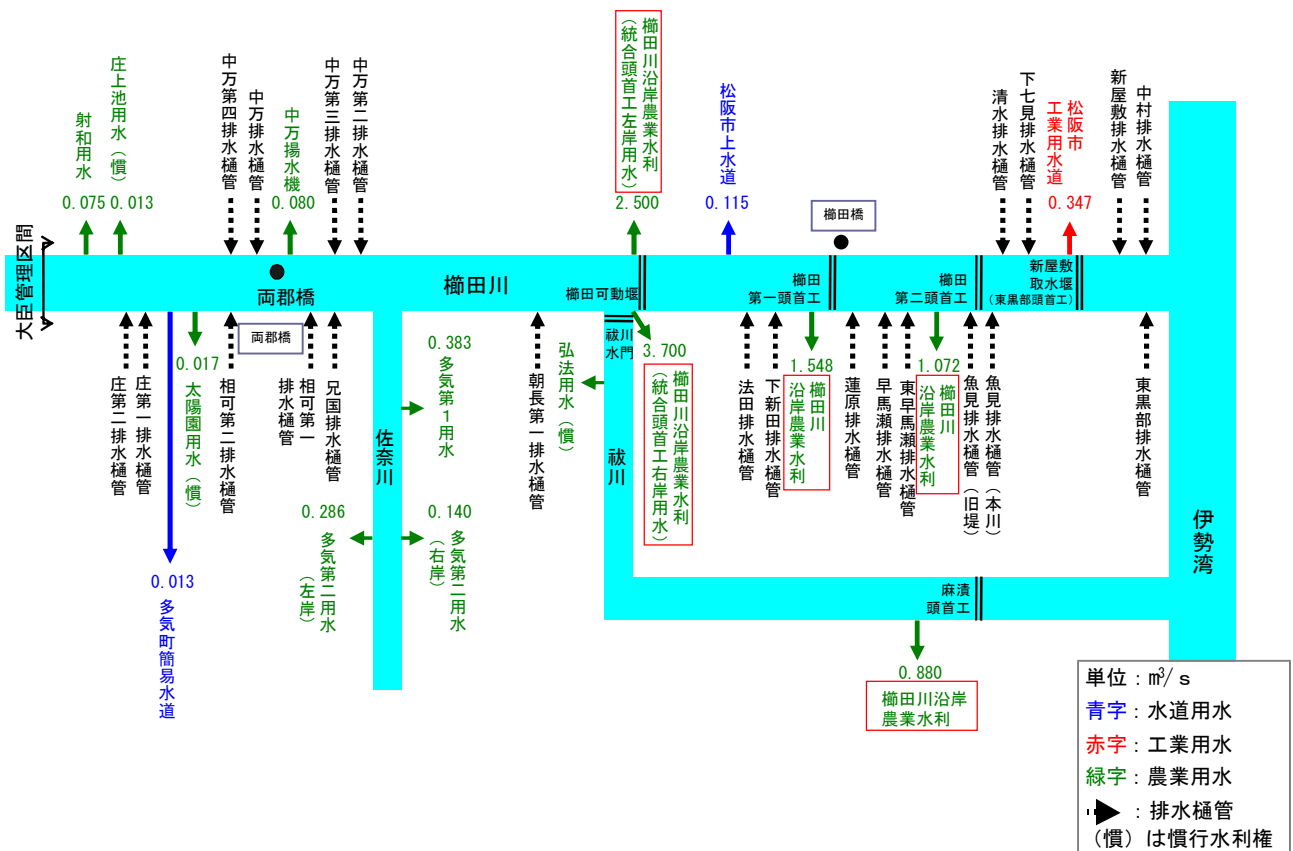 大臣管理区間
射和用水
0.075
庄上池用水（慣）
0.013
中万第四排水樋管
中万排水樋管
中万揚水機
0.080
中万第三排水樋管
中万第二排水樋管
櫛田川沿岸農業水利
（統合頭首工左岸用水）
2.500
松阪市上水道
0.115
櫛田橋
清水排水樋管
下七見排水樋管
松阪市
工業用水道
0.347
新屋敷排水樋管
中村排水樋管
両郡橋
櫛田川
櫛田可動堰
櫛田
第一頭首工
櫛田
第二頭首工
新屋敷
取水堰
(東黒部頭首工)
庄第二排水樋管
庄第一排水樋管
0.013
多気町簡易水道
0.017
太陽園用水（慣）
相可第二排水樋管
両郡橋
相可第一
排水樋管
兄国排水樋管
佐奈川
0.383
多気第1用水
0.286
多気第二用水
（左岸）
0.140
多気第二用水
（右岸）
朝長第一排水樋管
弘法用水（慣）
祓川
水門
祓川
3.700
櫛田川沿岸農業水利
（統合頭首工右岸用水）
法田排水樋管
下新田排水樋管
1.548
櫛田川
沿岸農業水利
蓮原排水樋管
早馬瀬排水樋管
東早馬瀬排水樋管
1.072
櫛田川
沿岸農業水利
魚見排水樋管（旧堤）
魚見排水樋管（本川）
東黒部排水樋管
伊勢湾
麻漬
頭首工
0.880
櫛田川沿岸
農業水利
単位：m³/s
青字：水道用水
赤字：工業用水
緑字：農業用水
：排水樋管
（慣）は慣行水利権